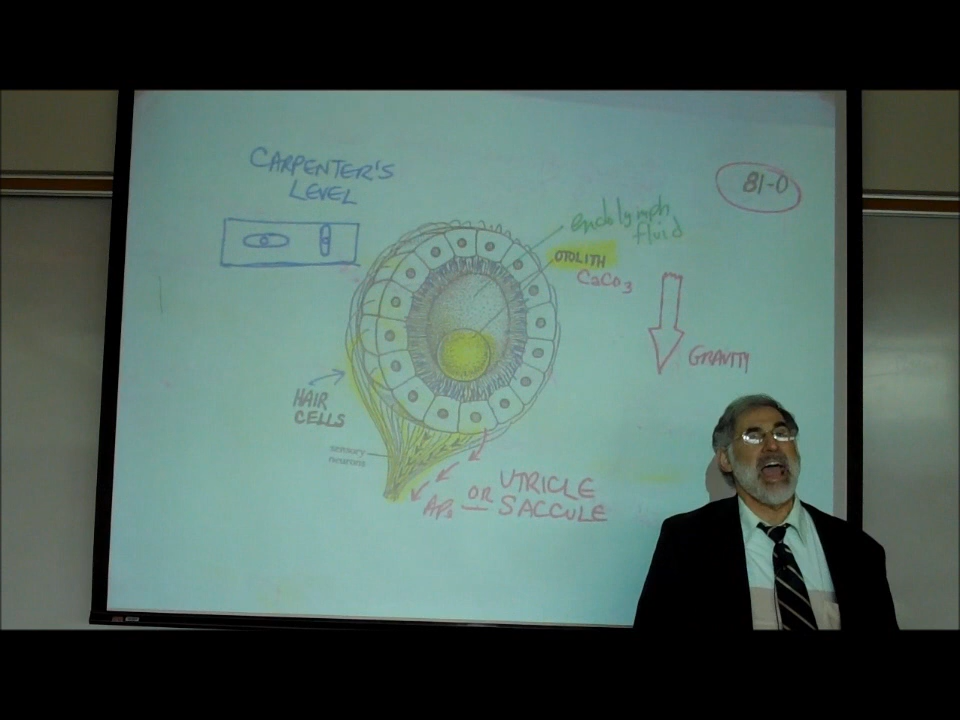 CARPENTER'S
LEVEL
81-0
endolymph
fluid
OTOLITH
CaCO3
GRAVITY
HAIR
CELLS
sensory
neurons
APs OR UTRICLE
SACCULE